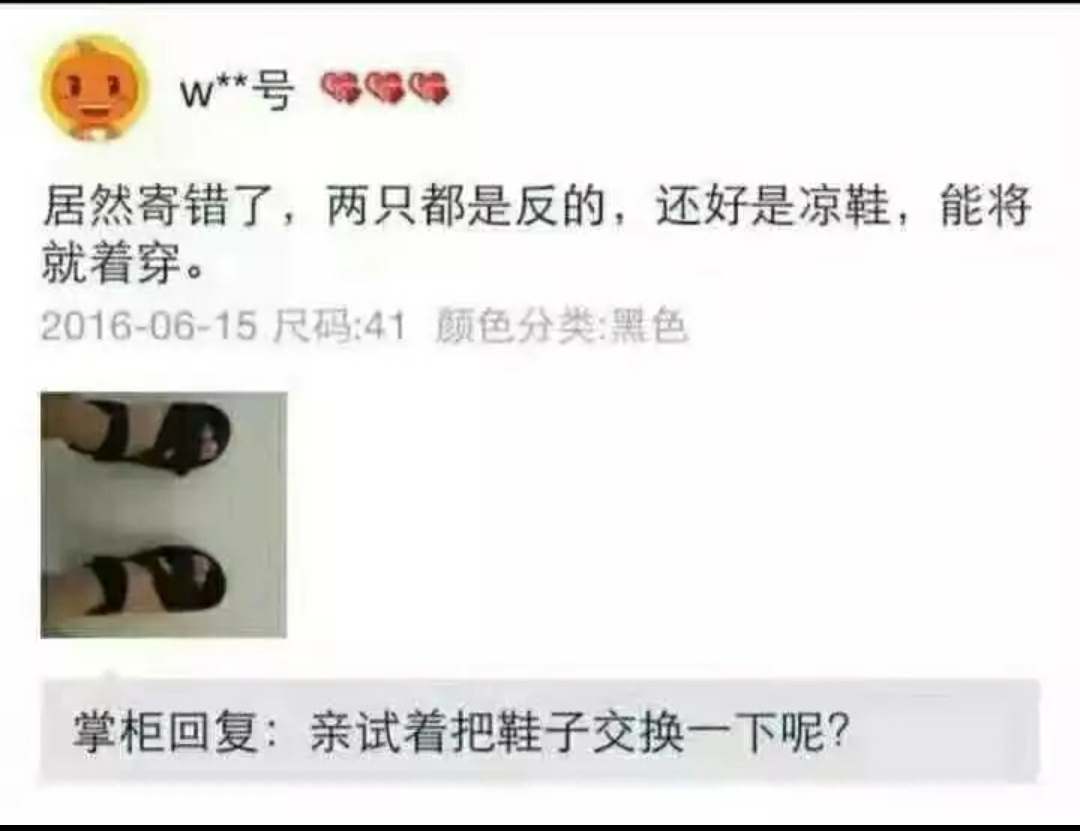 w**号
居然寄错了，两只都是反的，还好是凉鞋，能将
就着穿。
2016-06-15 尺码:41 颜色分类:黑色
掌柜回复：亲试着把鞋子交换一下呢？